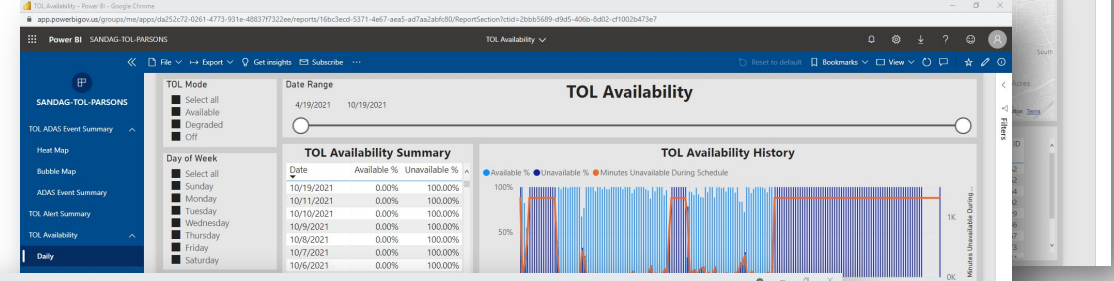 TOL Availability - Power BI - Google Chrome
app.powerbigov.us/groups/me/apps/da252c72-0261-4773-931e-48837f7322ee/reports/16bc3ecd-5371-4e67-aea5-ad7aa2abfc80/ReportSection?ctid=2bbb5689-d9d5-406b-8d02-cf1002b473e7
Power BI SANDAG-TOL-PARSONS
TOL Availability
File Export Get insights Subscribe ...
Reset to default Bookmarks View
SANDAG-TOL-PARSONS
TOL ADAS Event Summary
Heat Map
Bubble Map
ADAS Event Summary
TOL Alert Summary
TOL Availability
Daily
TOL Mode
Select all
Available
Degraded
Off
Day of Week
Select all
Sunday
Monday
Tuesday
Wednesday
Thursday
Friday
Saturday
Date Range
4/19/2021 10/19/2021
TOL Availability
TOL Availability Summary
Date Available % Unavailable %
10/19/2021 0.00% 100.00%
10/11/2021 0.00% 100.00%
10/10/2021 0.00% 100.00%
10/9/2021 0.00% 100.00%
10/8/2021 0.00% 100.00%
10/7/2021 0.00% 100.00%
10/6/2021 0.00% 100.00%
TOL Availability History
Available % Unavailable % Minutes Unavailable During Schedule
100%
50%
1K
0K
Minutes Unavailable During ...
Filters
South
Acres
Terms
ID